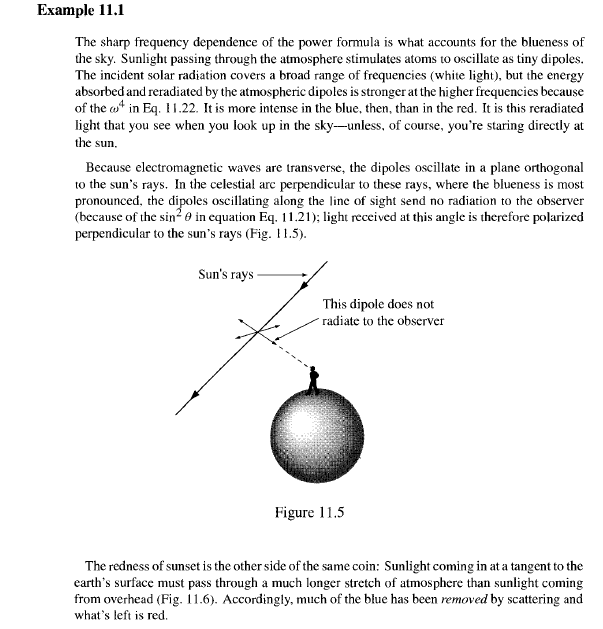 Example 11.1
The sharp frequency dependence of the power formula is what accounts for the blueness of
the sky. Sunlight passing through the atmosphere stimulates atoms to oscillate as tiny dipoles.
The incident solar radiation covers a broad range of frequencies (white light), but the energy
absorbed and reradiated by the atmospheric dipoles is stronger at the higher frequencies because
of the ω⁴ in Eq. 11.22. It is more intense in the blue, then, than in the red. It is this reradiated
light that you see when you look up in the sky—unless, of course, you're staring directly at
the sun.
Because electromagnetic waves are transverse, the dipoles oscillate in a plane orthogonal
to the sun's rays. In the celestial arc perpendicular to these rays, where the blueness is most
pronounced, the dipoles oscillating along the line of sight send no radiation to the observer
(because of the sin² θ in equation Eq. 11.21); light received at this angle is therefore polarized
perpendicular to the sun's rays (Fig. 11.5).
Sun's rays
This dipole does not
radiate to the observer
Figure 11.5
The redness of sunset is the other side of the same coin: Sunlight coming in at a tangent to the
earth's surface must pass through a much longer stretch of atmosphere than sunlight coming
from overhead (Fig. 11.6). Accordingly, much of the blue has been removed by scattering and
what's left is red.